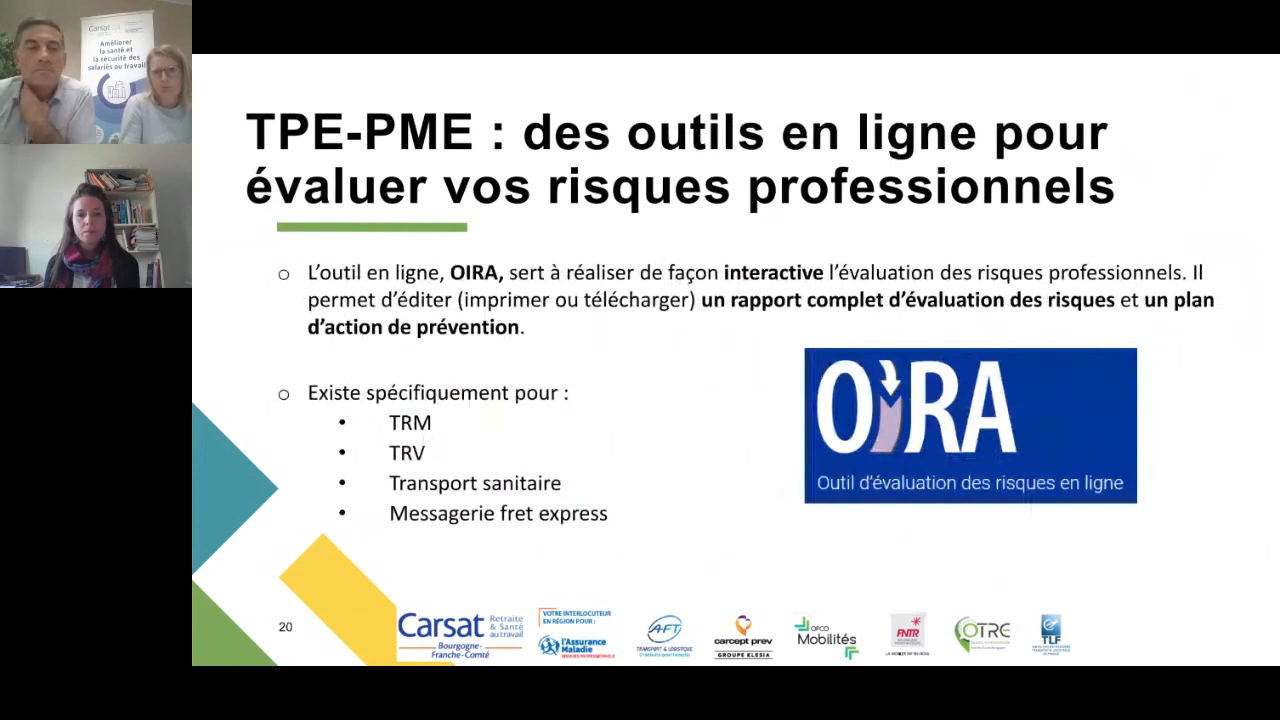 Carsat
Améliorer
la santé et
la sécurité des
salariés au travail
TPE-PME : des outils en ligne pour
évaluer vos risques professionnels
o L’outil en ligne, OIRA, sert à réaliser de façon interactive l’évaluation des risques professionnels. Il
permet d’éditer (imprimer ou télécharger) un rapport complet d’évaluation des risques et un plan
d’action de prévention.
o Existe spécifiquement pour :
• TRM
• TRV
• Transport sanitaire
• Messagerie fret express
OiRA
Outil d’évaluation des risques en ligne
20
Carsat
Retraite
& Santé
au travail
Bourgogne-
Franche-Comté
VOTRE INTERLOCUTEUR
EN RÉGION POUR :
l’Assurance
Maladie
RISQUES PROFESSIONNELS
AFT
TRANSPORT & LOGISTIQUE
carcept prev
GROUPE KLESIA
OPCO
Mobilités
FNTR
OTRE
TLF